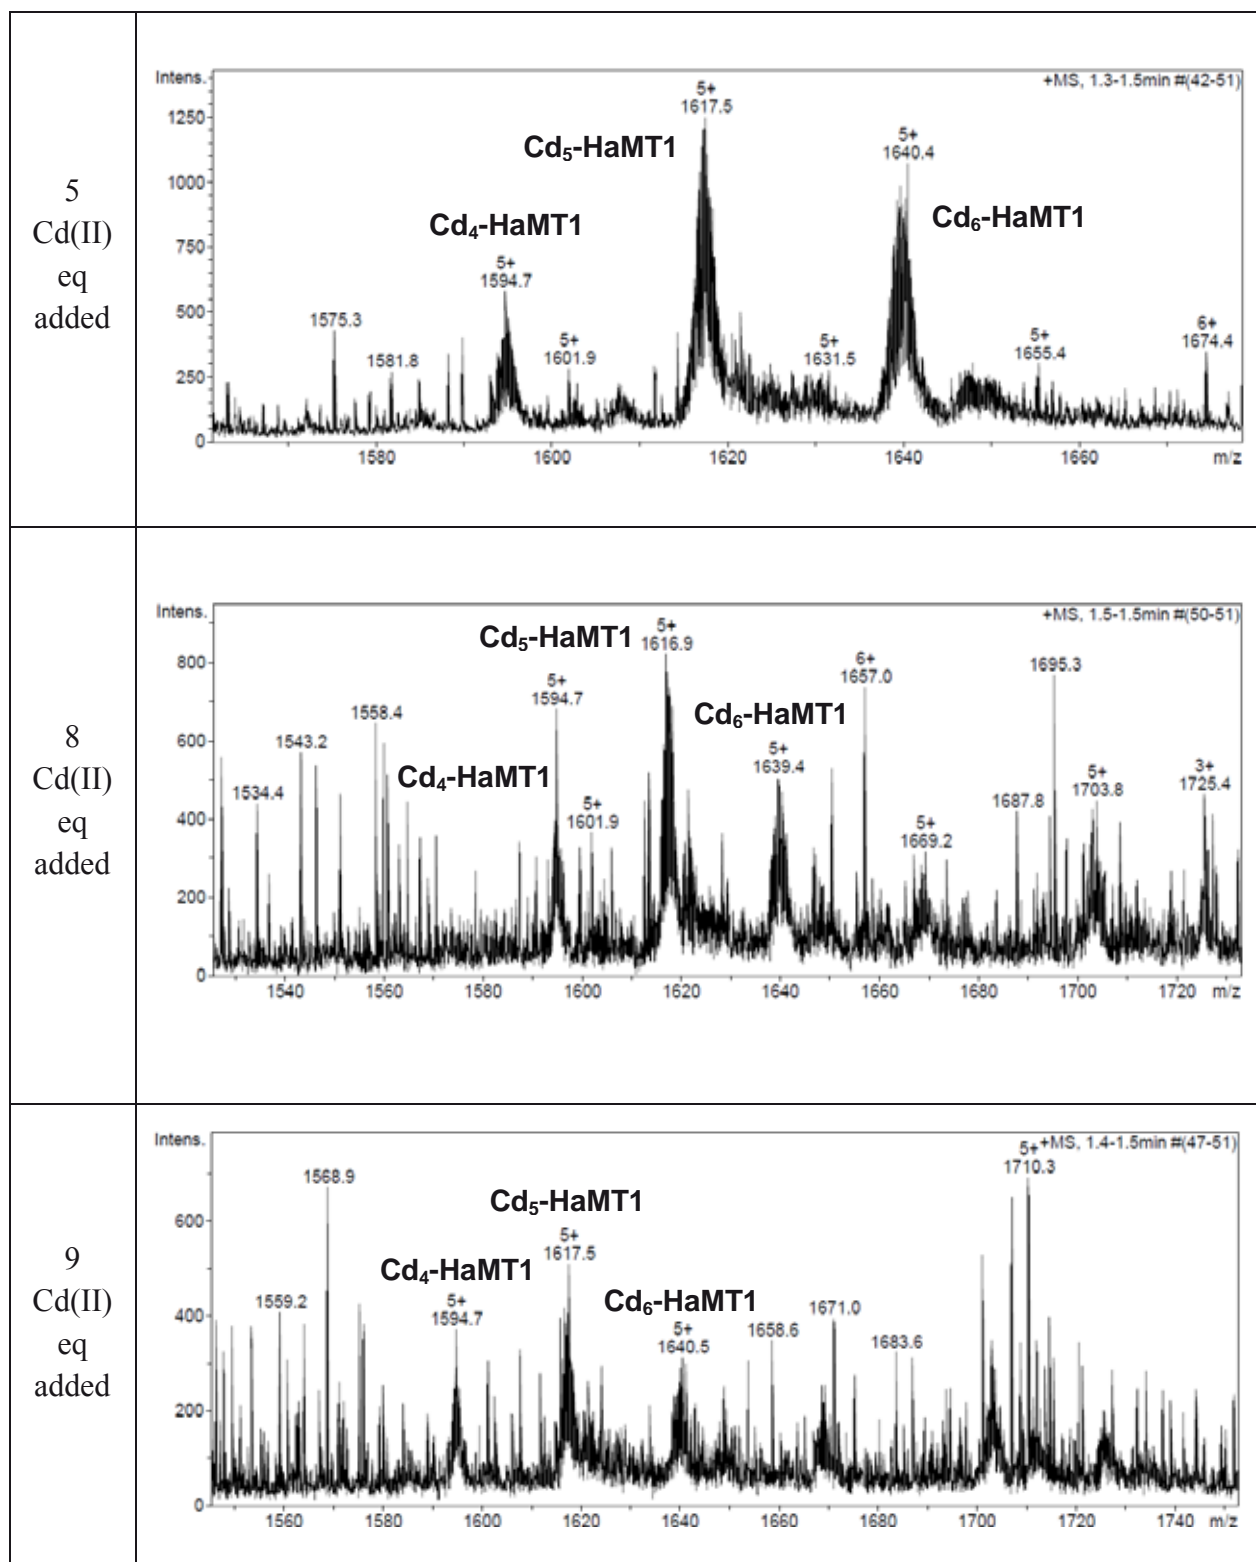 5
Cd(II)
eq
added
Intens.
+MS, 1.3-1.5min #(42-51)
1250
1000
750
500
250
0
5+
1617.5
Cd₅-HaMT1
5+
1640.4
Cd₆-HaMT1
Cd₄-HaMT1
5+
1594.7
1575.3
1581.8
5+
1601.9
5+
1631.5
5+
1655.4
6+
1674.4
1580 1600 1620 1640 1660 m/z
8
Cd(II)
eq
added
Intens.
+MS, 1.5-1.5min #(50-51)
800
600
400
200
0
Cd₅-HaMT1
5+
1616.9
5+
1594.7
6+
1657.0
1695.3
1558.4
Cd₆-HaMT1
1543.2
Cd₄-HaMT1
5+
1639.4
1534.4
5+
1601.9
5+
1669.2
1687.8
5+
1703.8
3+
1725.4
1540 1560 1580 1600 1620 1640 1660 1680 1700 1720 m/z
9
Cd(II)
eq
added
Intens.
+MS, 1.4-1.5min #(47-51)
600
400
200
0
5+
1710.3
1568.9
Cd₅-HaMT1
5+
1617.5
Cd₄-HaMT1
5+
1594.7
Cd₆-HaMT1
5+
1640.5
1559.2
1658.6
1671.0
1683.6
1560 1580 1600 1620 1640 1660 1680 1700 1720 1740 m/z